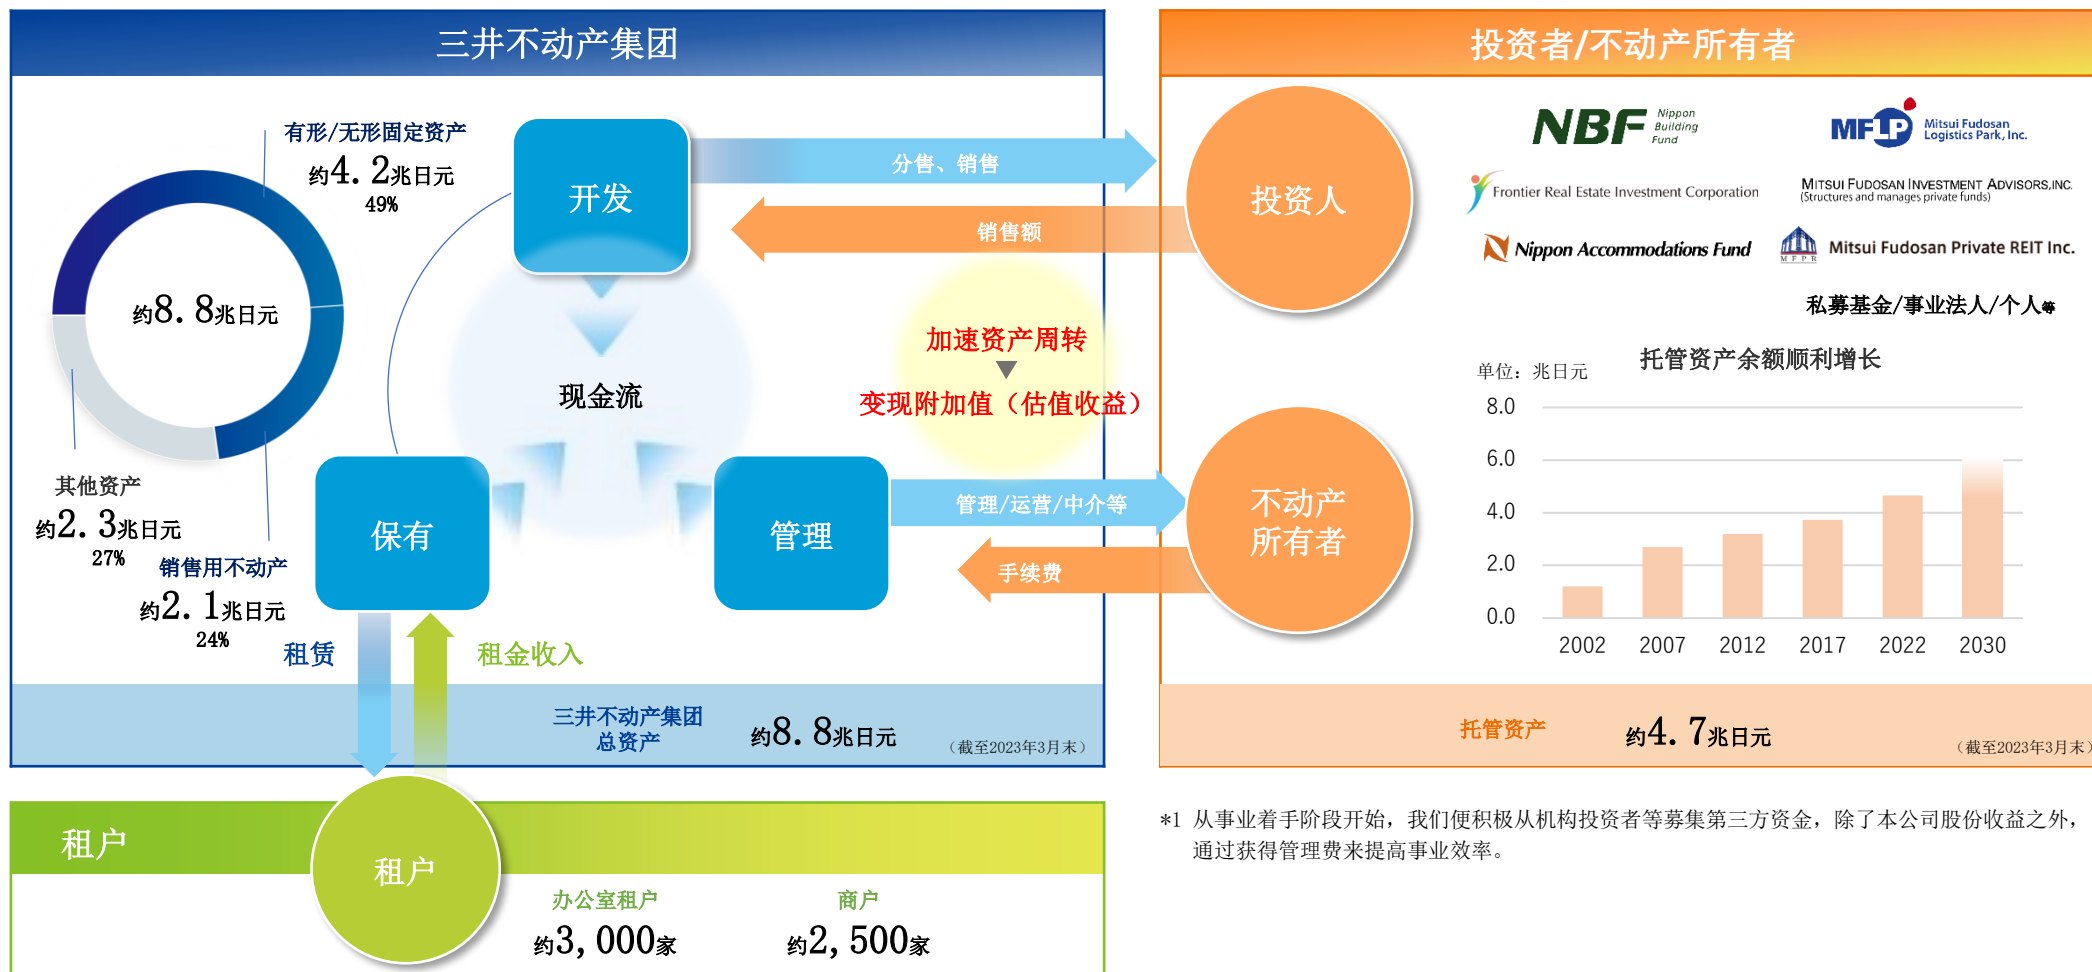 三井不动产集团
有形/无形固定资产
约4.2兆日元
49%
约8.8兆日元
其他资产
约2.3兆日元
27%
销售用不动产
约2.1兆日元
24%
开发
现金流
保有
管理
租赁
租金收入
分售、销售
销售额
加速资产周转
变现附加值（估值收益）
管理/运营/中介等
手续费
三井不动产集团
总资产
约8.8兆日元
（截至2023年3月末）
投资者/不动产所有者
投资人
不动产
所有者
NBF Nippon
Building
Fund
MFLP Mitsui Fudosan
Logistics Park, Inc.
Frontier Real Estate Investment Corporation
MITSUI FUDOSAN INVESTMENT ADVISORS,INC.
(Structures and manages private funds)
Nippon Accommodations Fund
MFPR
Mitsui Fudosan Private REIT Inc.
私募基金/事业法人/个人等
单位：兆日元
托管资产余额顺利增长
8.0
6.0
4.0
2.0
0.0
2002 2007 2012 2017 2022 2030
托管资产
约4.7兆日元
（截至2023年3月末）
租户
租户
办公室租户
约3,000家
商户
约2,500家
*1 从事业着手阶段开始，我们便积极从机构投资者等募集第三方资金，除了本公司股份收益之外，
通过获得管理费来提高事业效率。